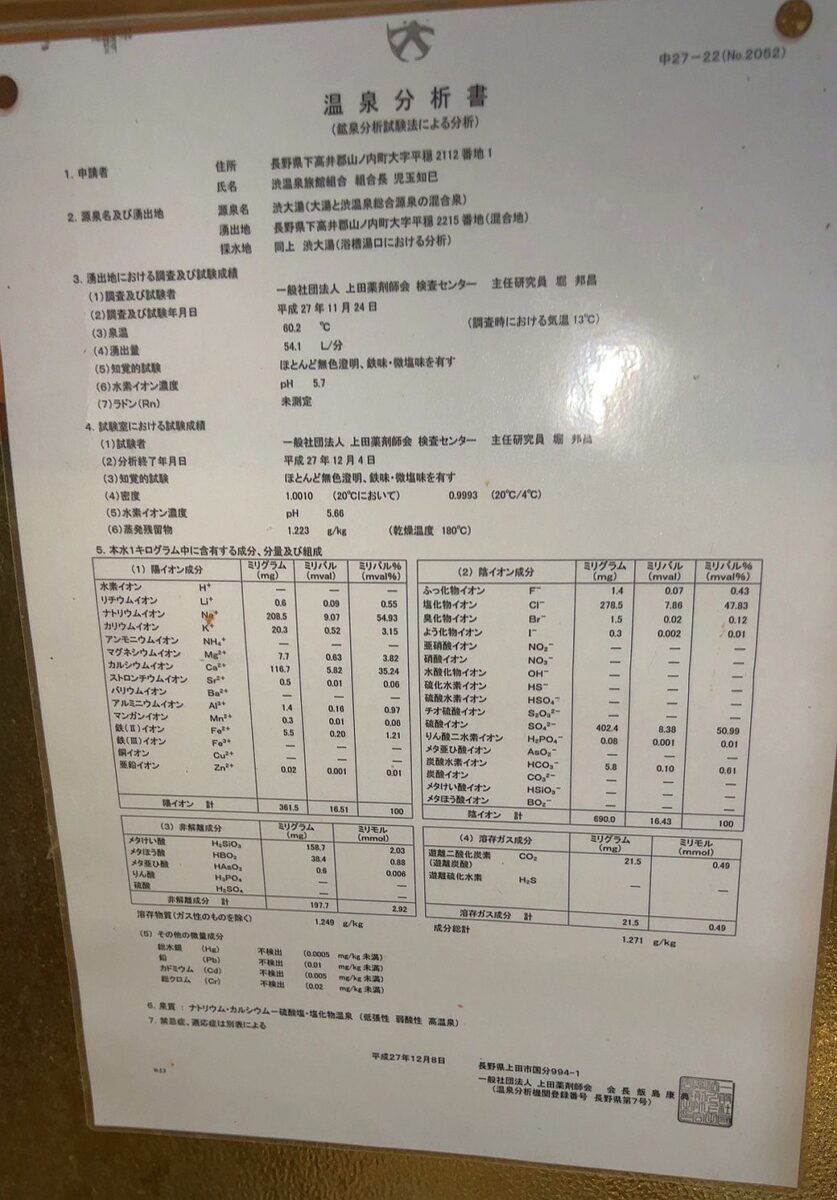 中27-22(No.2052)
温泉分析書
(鉱泉分析試験法による分析)
1. 申請者 住所 長野県下高井郡山ノ内町大字平穏 2112 番地 1
氏名 渋温泉旅館組合 組合長 児玉知巳
2. 源泉名及び湧出地 源泉名 渋大湯(大湯と渋温泉総合源泉の混合泉)
湧出地 長野県下高井郡山ノ内町大字平穏 2215 番地(混合地)
採水地 同上 渋大湯(浴槽湯口における分析)
3. 湧出地における調査及び試験成績
(1)調査及び試験者 一般社団法人 上田薬剤師会 検査センター 主任研究員 堀 邦昌
(2)調査及び試験年月日 平成 27 年 11 月 24 日
(3)泉温 60.2 ℃ (調査時における気温 13℃)
(4)湧出量 54.1 L/分
(5)知覚的試験 ほとんど無色澄明、鉄味・微塩味を有す
(6)水素イオン濃度 pH 5.7
(7)ラドン(Rn) 未測定
4. 試験室における試験成績
(1)試験者 一般社団法人 上田薬剤師会 検査センター 主任研究員 堀 邦昌
(2)分析終了年月日 平成 27 年 12 月 4 日
(3)知覚的試験 ほとんど無色澄明、鉄味・微塩味を有す
(4)密度 1.0010 (20℃において) 0.9993 (20℃/4℃)
(5)水素イオン濃度 pH 5.66
(6)蒸発残留物 1.223 g/kg (乾燥温度 180℃)
5. 本水1キログラム中に含有する成分、分量及び組成
(1) 陽イオン成分 ミリグラム(mg) ミリバル(mval) ミリバル%(mval%)
水素イオン H⁺ — — —
リチウムイオン Li⁺ 0.6 0.09 0.55
ナトリウムイオン Na⁺ 208.5 9.07 54.93
カリウムイオン K⁺ 20.3 0.52 3.15
アンモニウムイオン NH₄⁺ — — —
マグネシウムイオン Mg²⁺ 7.7 0.63 3.82
カルシウムイオン Ca²⁺ 116.7 5.82 35.24
ストロンチウムイオン Sr²⁺ 0.5 0.01 0.06
バリウムイオン Ba²⁺ — — —
アルミニウムイオン Al³⁺ 1.4 0.16 0.97
マンガンイオン Mn²⁺ 0.3 0.01 0.06
鉄(Ⅱ)イオン Fe²⁺ 5.5 0.20 1.21
鉄(Ⅲ)イオン Fe³⁺ — — —
銅イオン Cu²⁺ — — —
亜鉛イオン Zn²⁺ 0.02 0.001 0.01
陽イオン 計 361.5 16.51 100
(2) 陰イオン成分 ミリグラム(mg) ミリバル(mval) ミリバル%(mval%)
ふっ化物イオン F⁻ 1.4 0.07 0.43
塩化物イオン Cl⁻ 278.5 7.86 47.83
臭化物イオン Br⁻ 1.5 0.02 0.12
よう化物イオン I⁻ 0.3 0.002 0.01
亜硝酸イオン NO₂⁻ — — —
硝酸イオン NO₃⁻ — — —
水酸化物イオン OH⁻ — — —
硫化水素イオン HS⁻ — — —
硫酸水素イオン HSO₄⁻ — — —
チオ硫酸イオン S₂O₃²⁻ — — —
硫酸イオン SO₄²⁻ 402.4 8.38 50.99
りん酸二水素イオン H₂PO₄⁻ 0.08 0.001 0.01
メタ亜ひ酸イオン AsO₂⁻ — — —
炭酸水素イオン HCO₃⁻ 5.8 0.10 0.61
炭酸イオン CO₃²⁻ — — —
メタけい酸イオン HSiO₃⁻ — — —
メタほう酸イオン BO₂⁻ — — —
陰イオン 計 690.0 16.43 100
(3) 非解離成分 ミリグラム(mg) ミリモル(mmol)
メタけい酸 H₂SiO₃ 158.7 2.03
メタほう酸 HBO₂ 38.4 0.88
メタ亜ひ酸 HAsO₂ 0.6 0.006
りん酸 H₃PO₄ — —
硫酸 H₂SO₄ — —
非解離成分 計 197.7 2.92
溶存物質(ガス性のものを除く) 1.249 g/kg
(4) 溶存ガス成分 ミリグラム(mg) ミリモル(mmol)
遊離二酸化炭素 CO₂ 21.5 0.49
(遊離炭酸)
遊離硫化水素 H₂S — —
溶存ガス成分 計 21.5 0.49
成分総計 1.271 g/kg
(5) その他の微量成分
総水銀 (Hg) 不検出 (0.0005 mg/kg 未満)
鉛 (Pb) 不検出 (0.01 mg/kg 未満)
カドミウム (Cd) 不検出 (0.005 mg/kg 未満)
総クロム (Cr) 不検出 (0.02 mg/kg 未満)
6. 泉質 : ナトリウム・カルシウム－硫酸塩・塩化物温泉 (低張性 弱酸性 高温泉)
7. 禁忌症、適応症は別表による
平成27年12月8日
長野県上田市国分994-1
一般社団法人 上田薬剤師会 会長 飯島 康典
(温泉分析機関登録番号 長野県第7号)